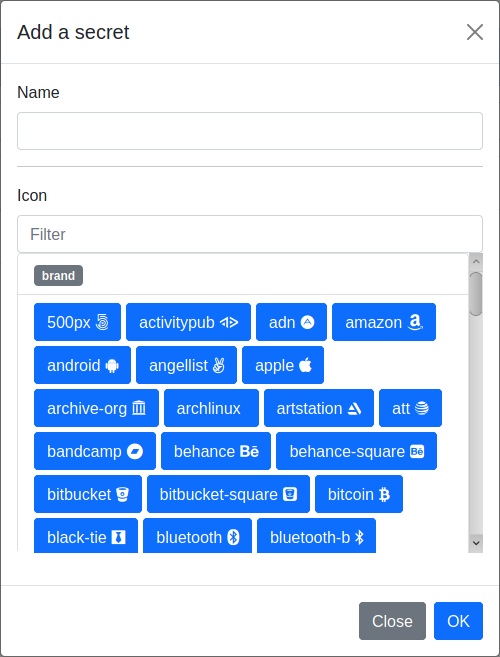 Add a secret
Name
Icon
Filter
brand
500px activitypub adn amazon
android angellist apple
archive-org archlinux artstation att
bandcamp behance behance-square
bitbucket bitbucket-square bitcoin
black-tie bluetooth bluetooth-b
Close OK